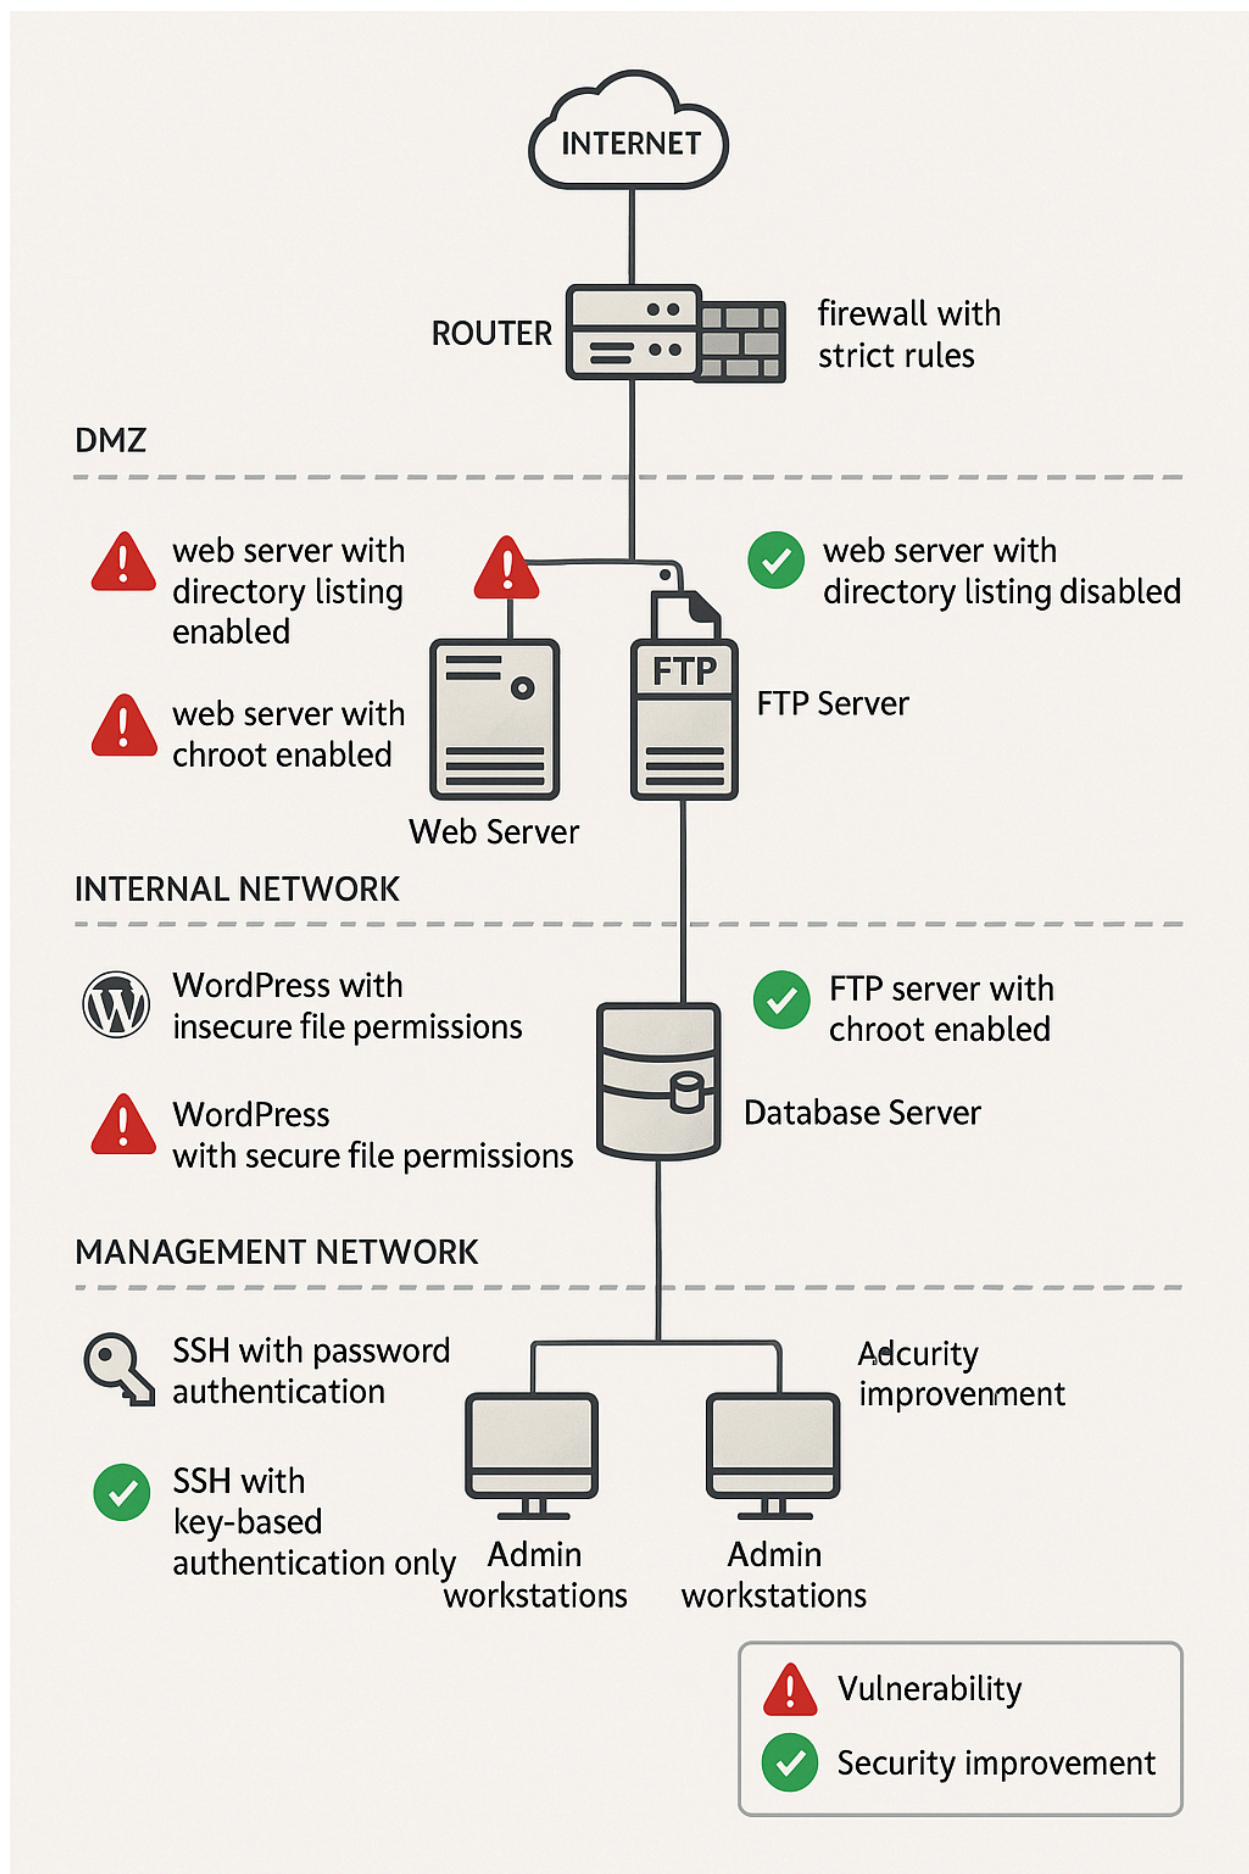 INTERNET
ROUTER
firewall with
strict rules
DMZ
web server with
directory listing
enabled
web server with
directory listing disabled
web server with
chroot enabled
FTP
FTP Server
Web Server
INTERNAL NETWORK
WordPress with
insecure file permissions
FTP server with
chroot enabled
WordPress
with secure file permissions
Database Server
MANAGEMENT NETWORK
SSH with password
authentication
Adcurity
improvenment
SSH with
key-based
authentication only
Admin
workstations
Admin
workstations
Vulnerability
Security improvement